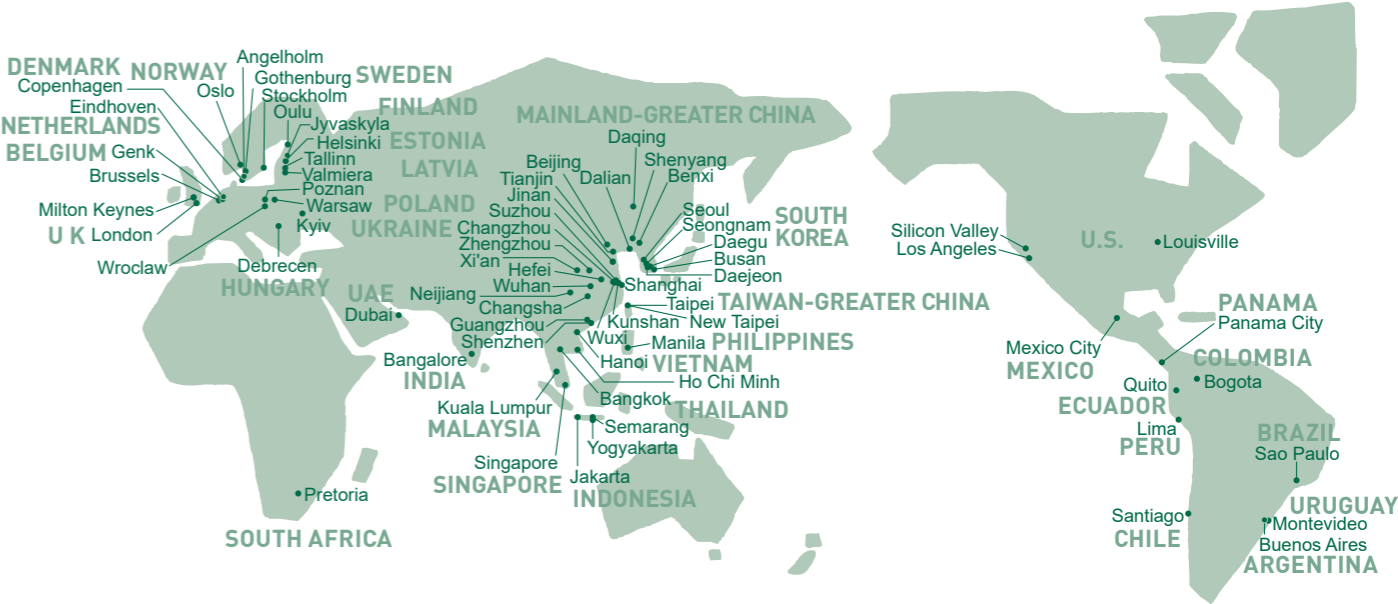 DENMARK
Copenhagen
NORWAY
Oslo
Angelholm
Gothenburg
Stockholm
SWEDEN
Eindhoven
NETHERLANDS
Oulu
FINLAND
Jyvaskyla
Helsinki
ESTONIA
Tallinn
LATVIA
Valmiera
BELGIUM
Genk
Brussels
Poznan
Warsaw
POLAND
Milton Keynes
U K
London
Kyiv
UKRAINE
Wroclaw
Debrecen
HUNGARY
UAE
Dubai
MAINLAND-GREATER CHINA
Daqing
Beijing
Shenyang
Tianjin
Dalian
Benxi
Jinan
Suzhou
Changzhou
Zhengzhou
Xi'an
Hefei
Wuhan
Neijiang
Changsha
Guangzhou
Shenzhen
Shanghai
Kunshan
Wuxi
Seoul
Seongnam
Daegu
Busan
Daejeon
SOUTH
KOREA
Taipei
TAIWAN-GREATER CHINA
New Taipei
Manila
PHILIPPINES
Hanoi
VIETNAM
Ho Chi Minh
Bangkok
THAILAND
Bangalore
INDIA
Kuala Lumpur
MALAYSIA
Singapore
SINGAPORE
Semarang
Yogyakarta
Jakarta
INDONESIA
Pretoria
SOUTH AFRICA
Silicon Valley
Los Angeles
U.S.
Louisville
Mexico City
MEXICO
PANAMA
Panama City
COLOMBIA
Bogota
Quito
ECUADOR
Lima
PERU
BRAZIL
Sao Paulo
Santiago
CHILE
URUGUAY
Montevideo
Buenos Aires
ARGENTINA